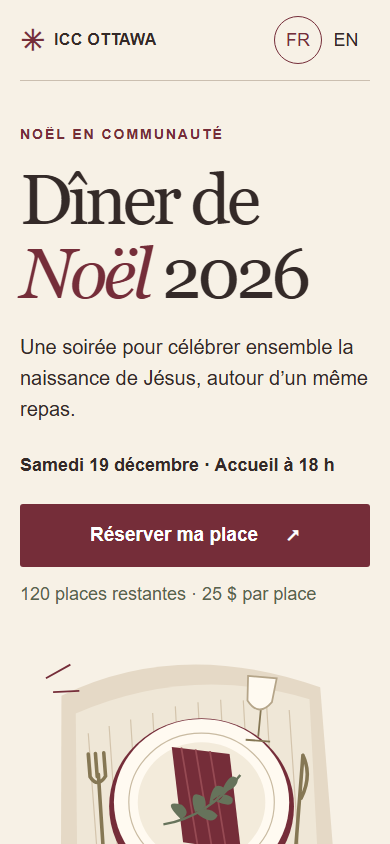 ICC OTTAWA
FR EN
NOËL EN COMMUNAUTÉ
Dîner de
Noël 2026
Une soirée pour célébrer ensemble la
naissance de Jésus, autour d’un même
repas.
Samedi 19 décembre · Accueil à 18 h
Réserver ma place ↗
120 places restantes · 25 $ par place